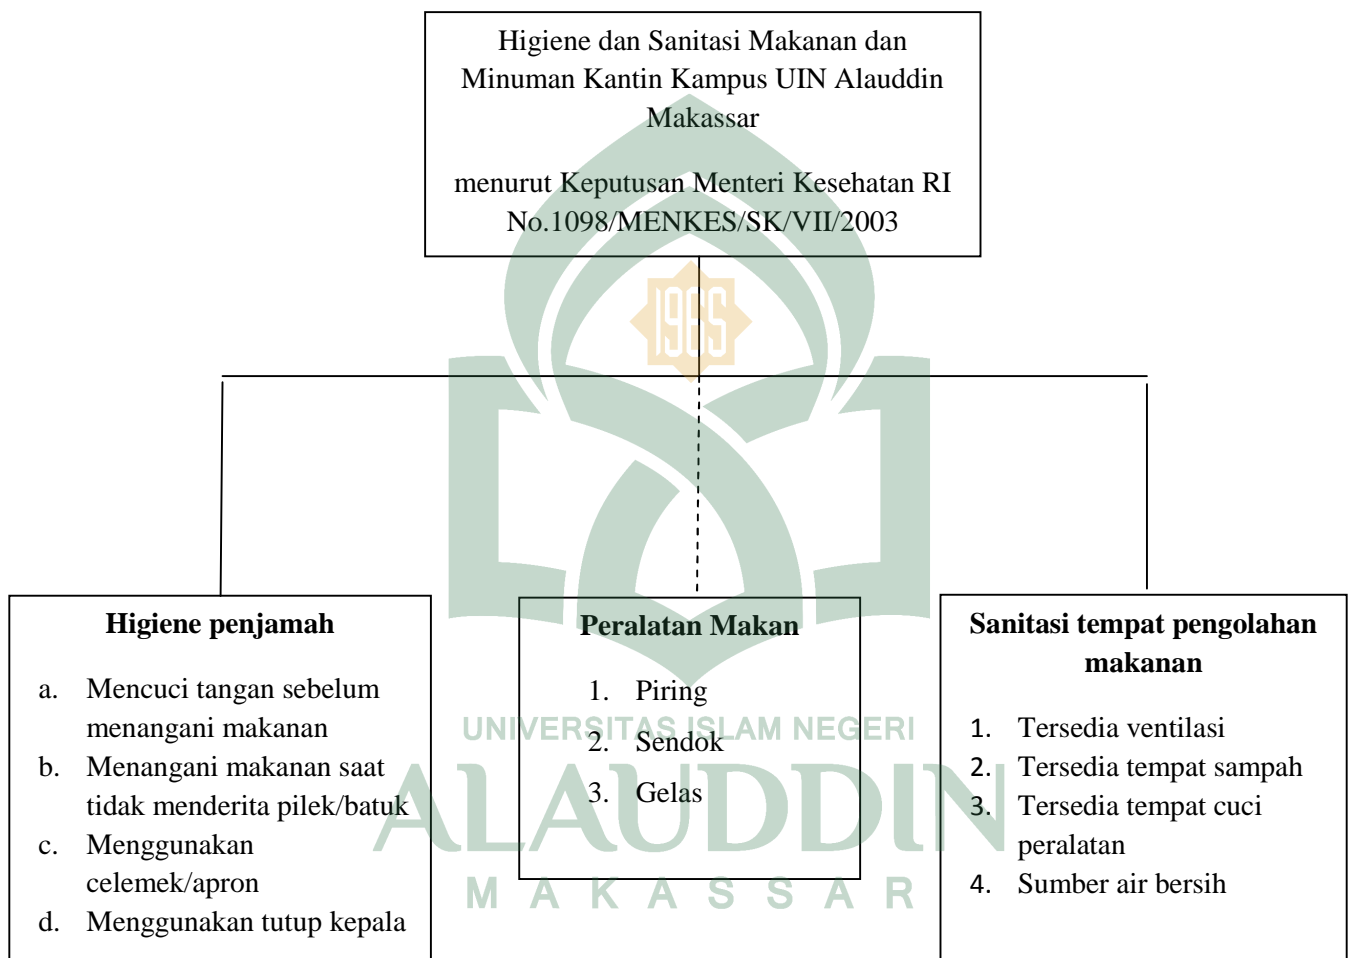 Higiene dan Sanitasi Makanan dan
Minuman Kantin Kampus UIN Alauddin
Makassar
menurut Keputusan Menteri Kesehatan RI
No.1098/MENKES/SK/VII/2003
1965
Higiene penjamah
a. Mencuci tangan sebelum
menangani makanan
b. Menangani makanan saat
tidak menderita pilek/batuk
c. Menggunakan
celemek/apron
d. Menggunakan tutup kepala
Peralatan Makan
1. Piring
2. Sendok
3. Gelas
Sanitasi tempat pengolahan
makanan
1. Tersedia ventilasi
2. Tersedia tempat sampah
3. Tersedia tempat cuci
peralatan
4. Sumber air bersih
UNIVERSITAS ISLAM NEGERI
ALAUDDIN
MAKASSAR